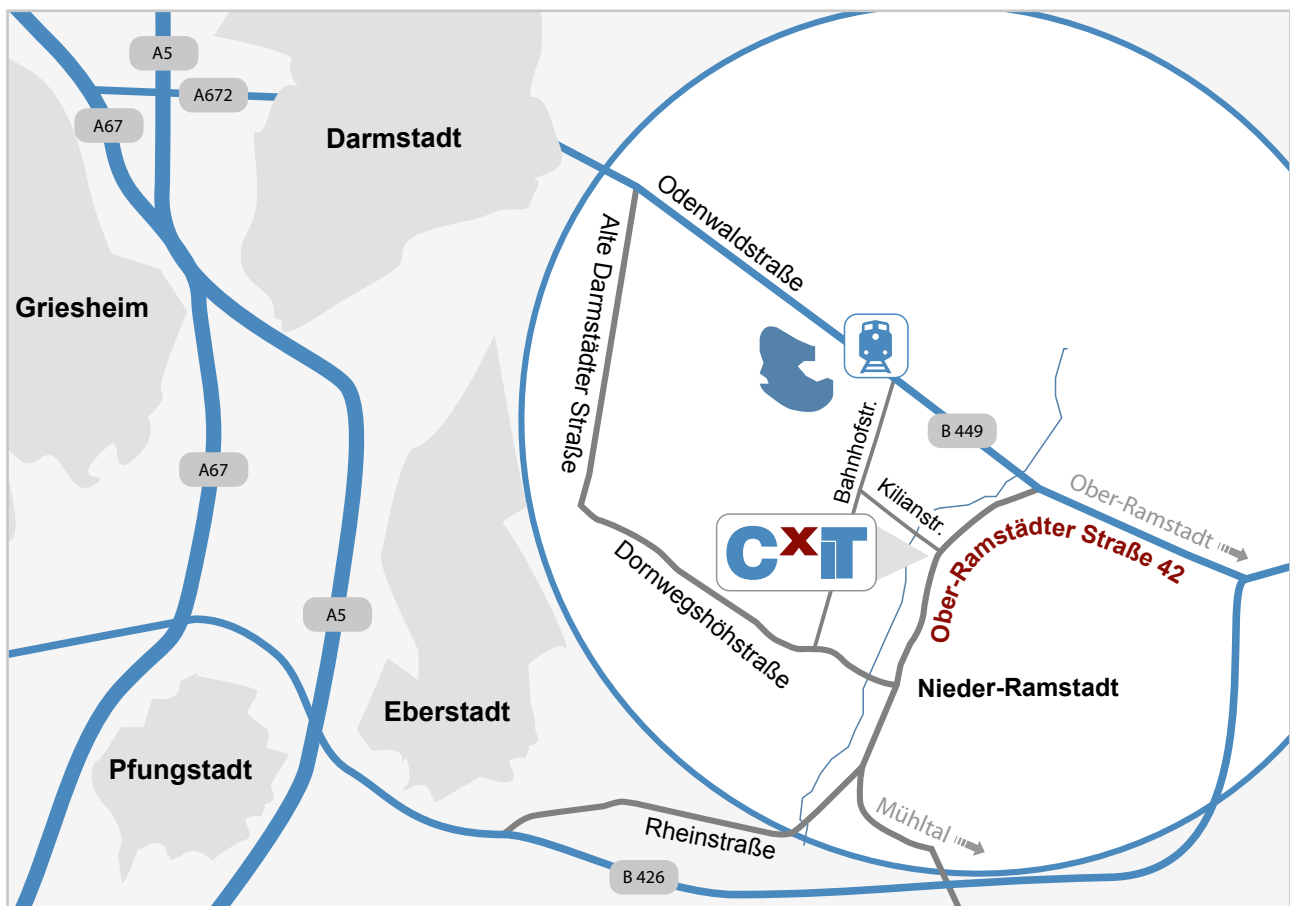 A5
A672
A67
Darmstadt
Odenwaldstraße
Alte Darmstädter Straße
Griesheim
B 449
Bahnhofstr.
A67
Kilianstr.
Ober-Ramstadt
CxiT
Ober-Ramstädter Straße 42
Dornwegshöhstraße
A5
Nieder-Ramstadt
Eberstadt
Pfungstadt
Mühltal
Rheinstraße
B 426